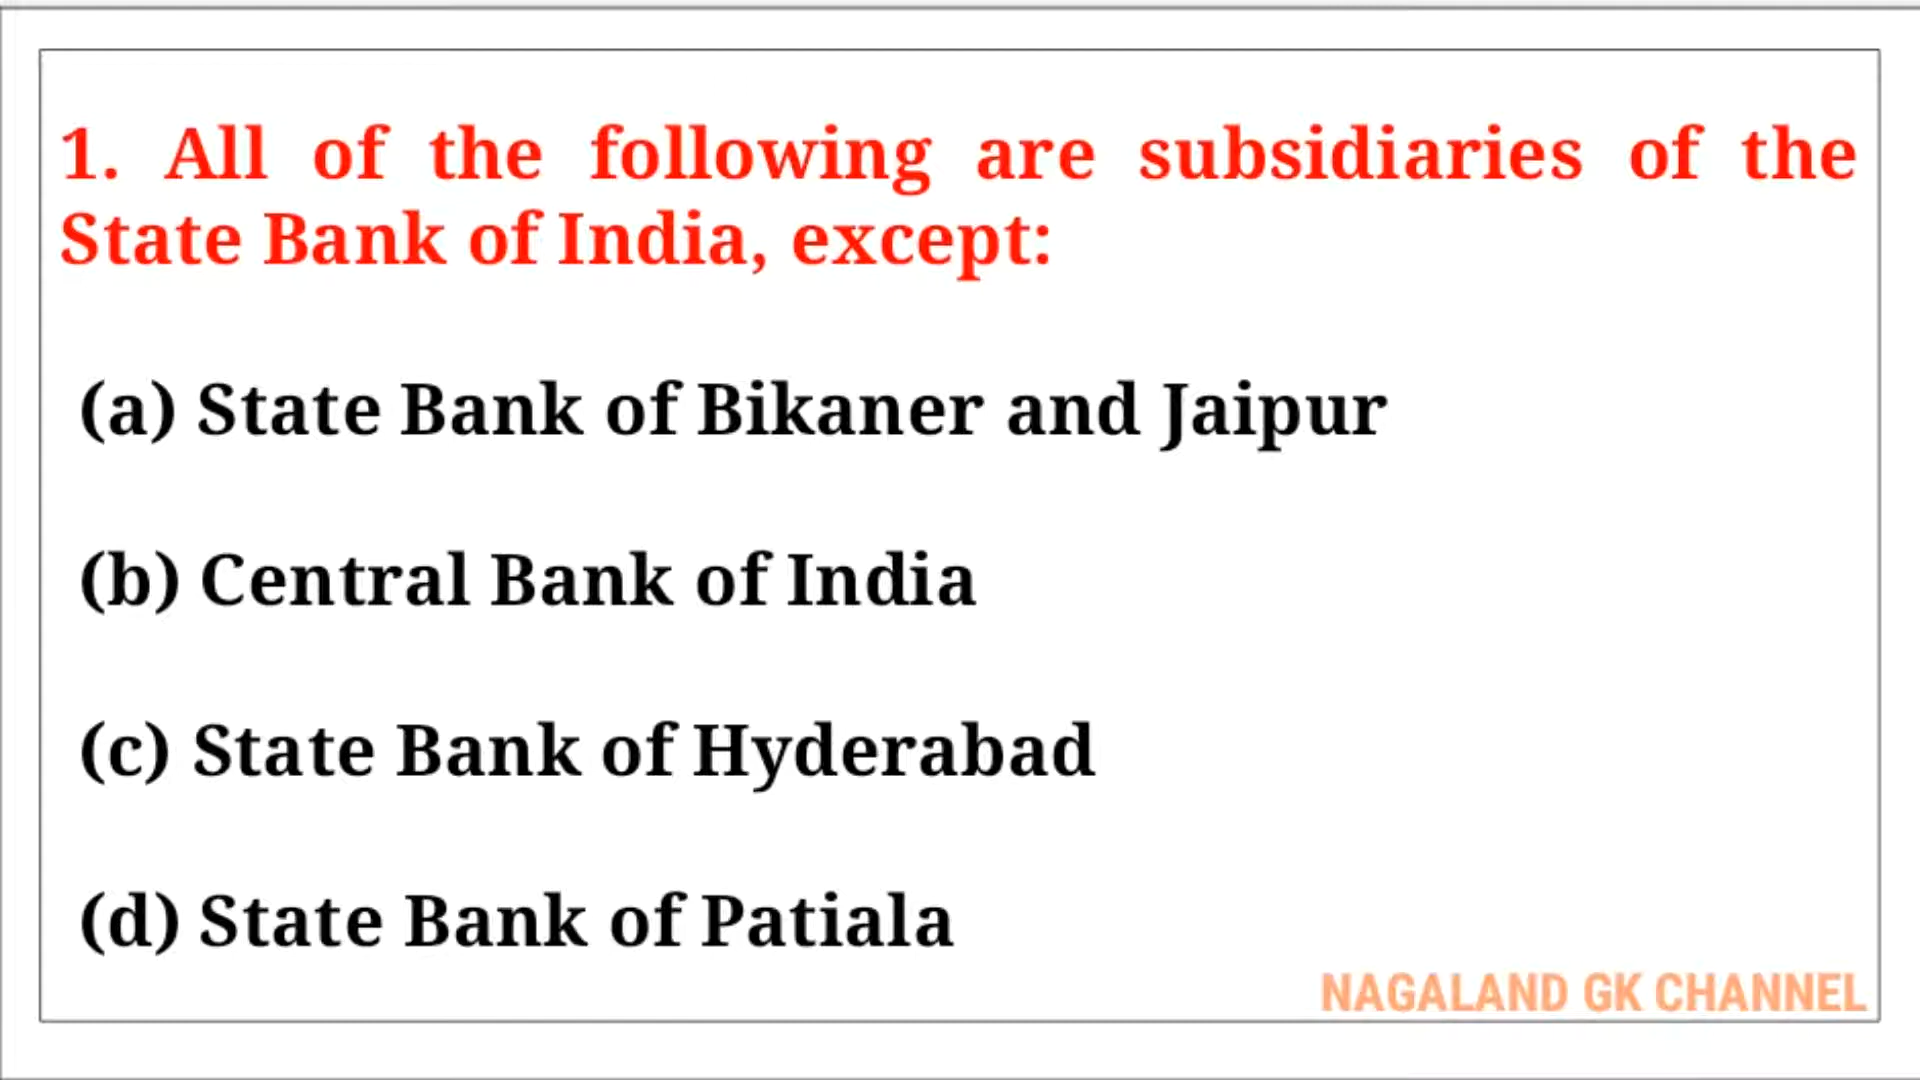 1. All of the following are subsidiaries of the
State Bank of India, except:
(a) State Bank of Bikaner and Jaipur
(b) Central Bank of India
(c) State Bank of Hyderabad
(d) State Bank of Patiala
NAGALAND GK CHANNEL